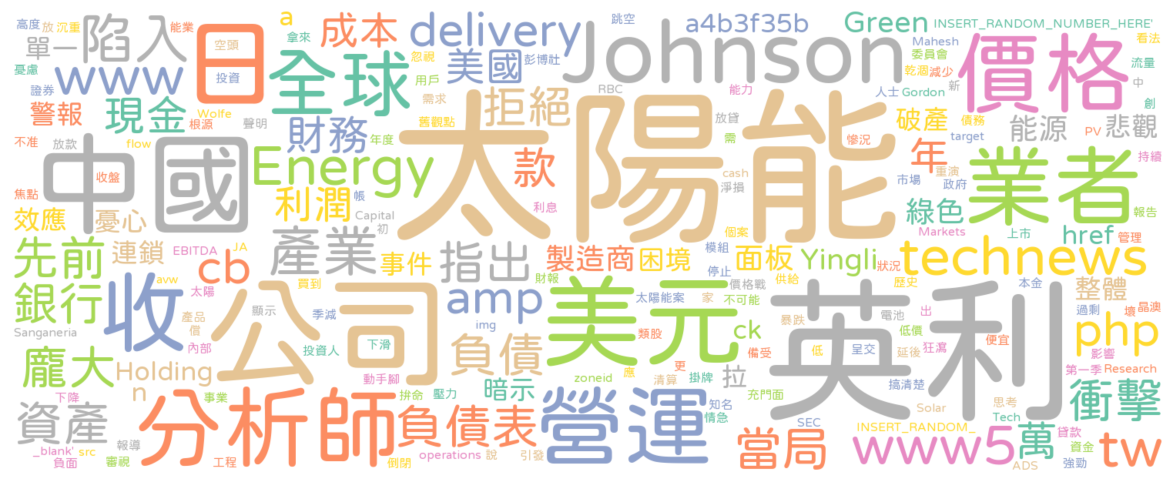 高度 放 沉重 能業 a 拿來 跳空 a4b3f35b Green INSERT_RANDOM_NUMBER_HERE'
單一 陷入 日 空頭 成本 delivery Johnson Mahesh 看法
憂慮 www 投資 全球 忽視 美國 彭博社 委員會 價格 流量
證券 用戶 RBC 乾涸 減少 中
警報 現金 Wolfe 需求 拒絕 能力 人士 Gordon 新 創
根源 聲明 財務 舊觀點 太陽能 放貸 破產 債務 能源 悲觀
不准 放款 flow 年度 款 需 慘況 target PV
中國 收盤 Energy cash 年 重演 業者 持續
焦點 利潤 帳 利息 淨損 市場 政府 綠色 報告
效應 憂心 Capital 初 個案 Markets 上市 href 管理
先前 連鎖 EBITDA JA 產業 事件 指出 製造商 困境 模組 面板 Yingli 狀況 technews
cb 財報 停止 價格戰 供給 歷史 本金 整體
銀行 avw 太陽 買到 收 公司 amp 美元 太陽能案 家 不可能 英利 過剩 壞 晶澳
產品 顯示 季減 img 暴跌 電池 出 低價 php
Sanganeria 信 內部 投資人 下滑 負債 類股 更 ck 備受 低 呈交 狂瀉 便宜 影響
龐大 Holding 動手腳 zoneid 應 清算 掛牌 拉 延後 第一季 Research
下降 n 事業 拼命 壓力 暗示 充門面 搞清楚 思考 衝擊
資產 報導 分析師 負債表 營運 知名 Solar Tech
情急 SEC INSERT_RANDOM_ 萬 貸款
_blank' src 工程 operations 說 引發 當局 www5 資金 tw
負面 審視 倒閉 ADS 強勁